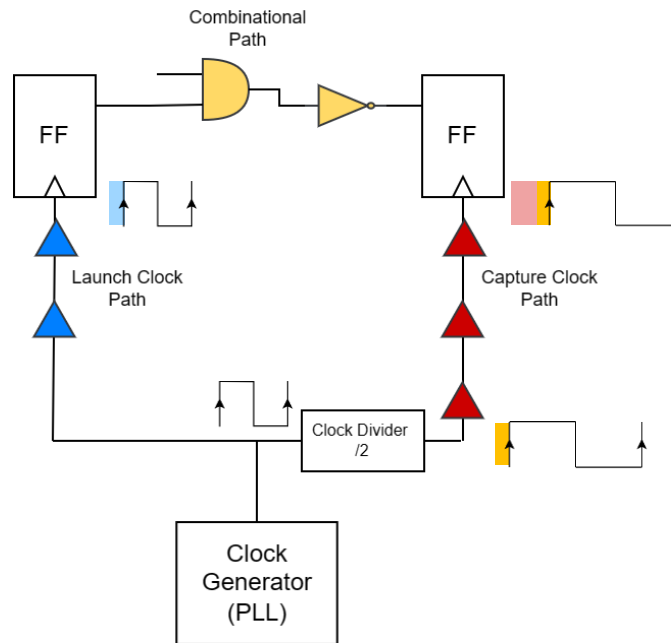 Combinational
Path
FF
FF
Launch Clock
Path
Capture Clock
Path
Clock Divider
/2
Clock
Generator
(PLL)